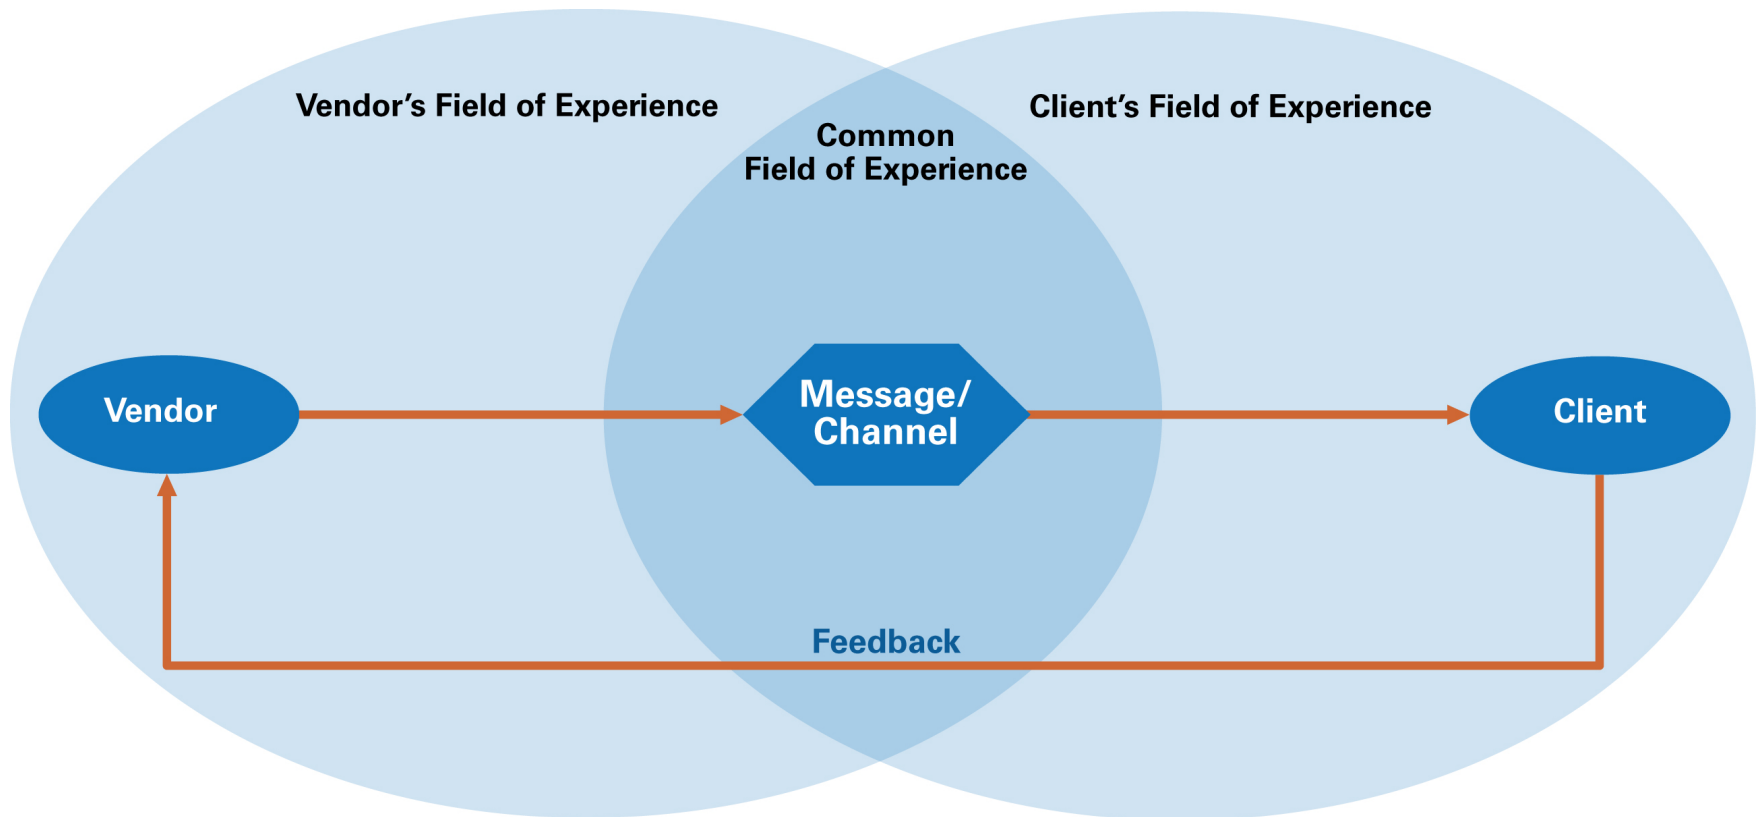 Vendor’s Field of Experience
Client’s Field of Experience
Common
Field of Experience
Vendor
Message/
Channel
Client
Feedback